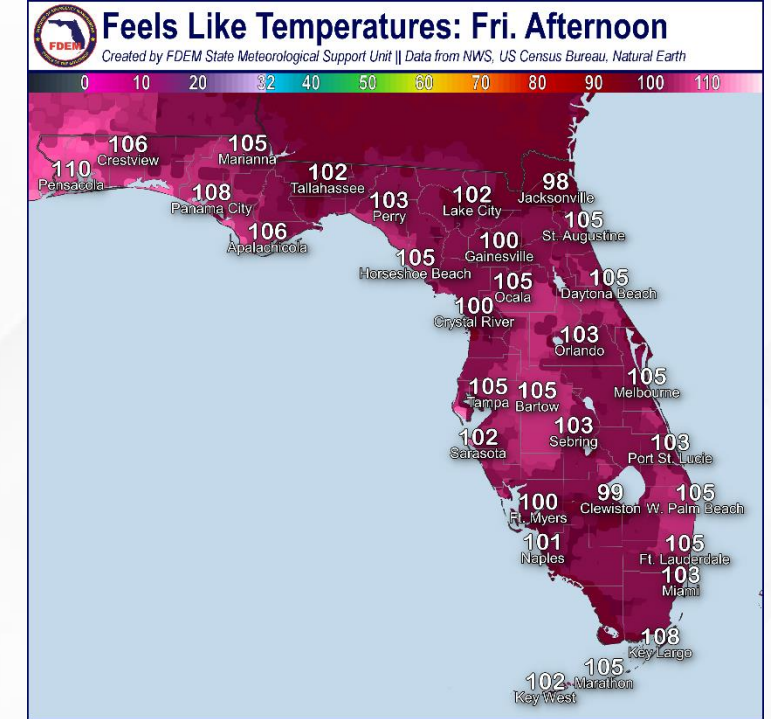 FDEM
Feels Like Temperatures: Fri. Afternoon
Created by FDEM State Meteorological Support Unit || Data from NWS, US Census Bureau, Natural Earth
0 10 20 32 40 50 60 70 80 90 100 110
106
Crestview
105
Marianna
110
Pensacola
102
Tallahassee
108
Panama City
103
Perry
102
Lake City
98
Jacksonville
106
Apalachicola
105
St. Augustine
100
Gainesville
105
Horseshoe Beach
105
Ocala
105
Daytona Beach
100
Crystal River
103
Orlando
105
Tampa
105
Bartow
105
Melbourne
102
Sarasota
103
Sebring
103
Port St. Lucie
100
Ft. Myers
99
Clewiston
105
W. Palm Beach
101
Naples
105
Ft. Lauderdale
103
Miami
108
Key Largo
105
Marathon
102
Key West